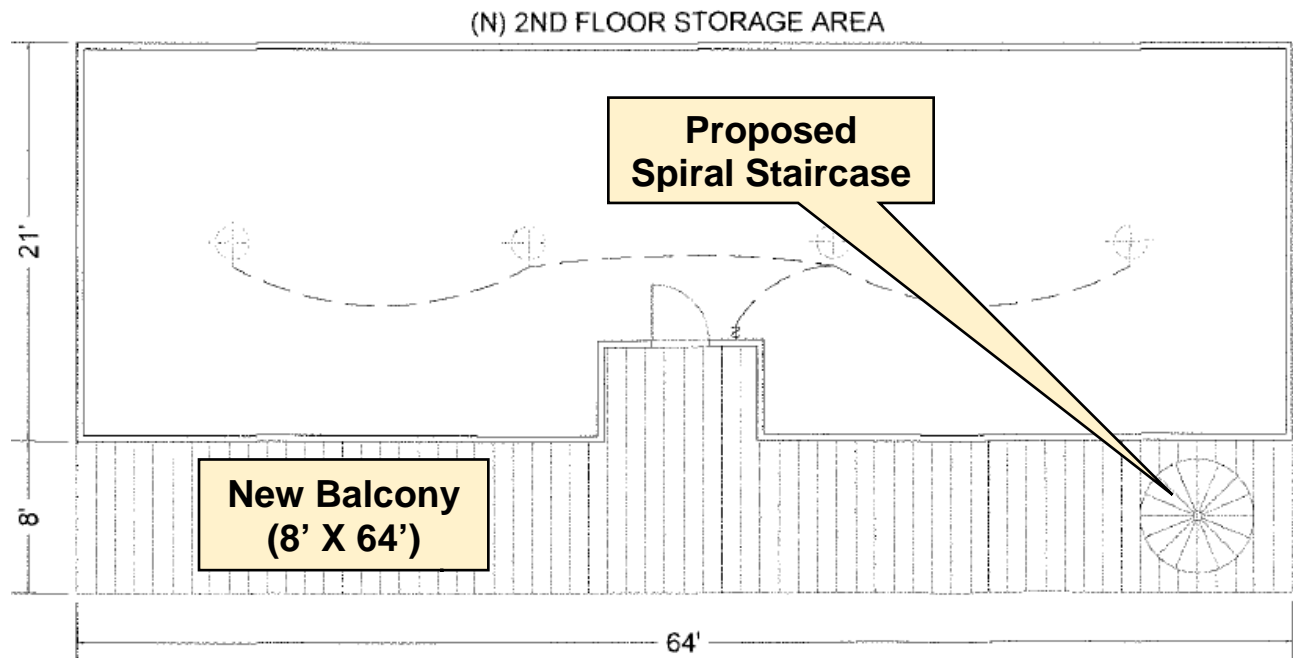 (N) 2ND FLOOR STORAGE AREA
Proposed
Spiral Staircase
21'
New Balcony
(8’ X 64’)
8'
64'